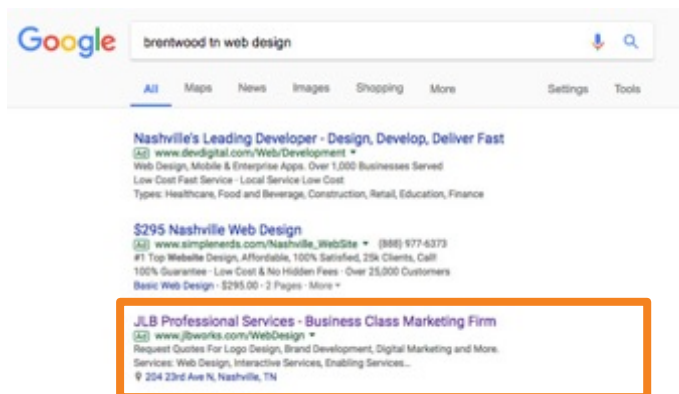 Google
brentwood tn web design
All Maps News Images Shopping More Settings Tools
Nashville's Leading Developer - Design, Develop, Deliver Fast
Ad www.devdigital.com/Web/Development
Web Design, Mobile & Enterprise Apps. Over 1,000 Businesses Served
Low Cost Fast Service · Local Service Low Cost
Types: Healthcare, Food and Beverage, Construction, Retail, Education, Finance
$295 Nashville Web Design
Ad www.simplenerds.com/Nashville_WebSite (888) 977-6373
#1 Top Website Design, Affordable, 100% Satisfied, 25k Clients, Call!
100% Guarantee · Low Cost & No Hidden Fees · Over 25,000 Customers
Basic Web Design - $295.00 - 2 Pages - More
JLB Professional Services - Business Class Marketing Firm
Ad www.jlbworks.com/WebDesign
Request Quotes For Logo Design, Brand Development, Digital Marketing and More.
Services: Web Design, Interactive Services, Enabling Services...
204 23rd Ave N, Nashville, TN